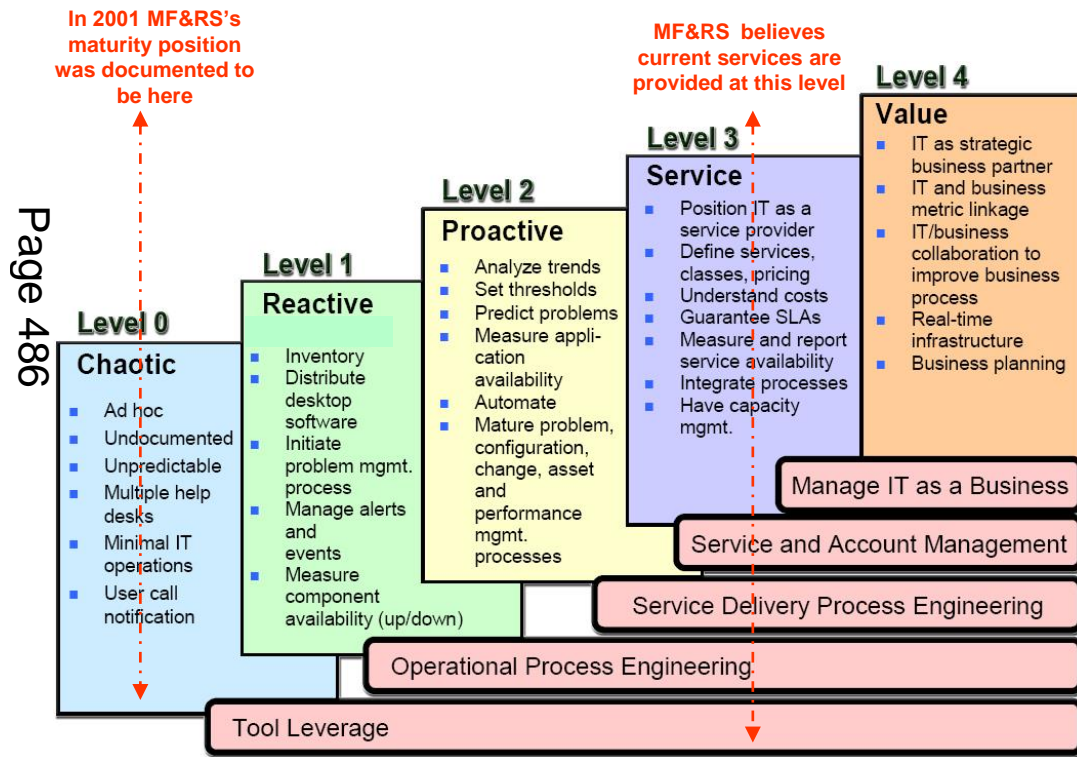 In 2001 MF&RS's
maturity position
was documented to
be here
MF&RS believes
current services are
provided at this level
Page 486
Level 0
Chaotic
Ad hoc
Undocumented
Unpredictable
Multiple help
desks
Minimal IT
operations
User call
notification
Level 1
Reactive
Inventory
Distribute
desktop
software
Initiate
problem mgmt.
process
Manage alerts
and
events
Measure
component
availability (up/down)
Level 2
Proactive
Analyze trends
Set thresholds
Predict problems
Measure appli-
cation
availability
Automate
Mature problem,
configuration,
change, asset
and
performance
mgmt.
processes
Level 3
Service
Position IT as a
service provider
Define services,
classes, pricing
Understand costs
Guarantee SLAs
Measure and report
service availability
Integrate processes
Have capacity
mgmt.
Level 4
Value
IT as strategic
business partner
IT and business
metric linkage
IT/business
collaboration to
improve business
process
Real-time
infrastructure
Business planning
Manage IT as a Business
Service and Account Management
Service Delivery Process Engineering
Operational Process Engineering
Tool Leverage